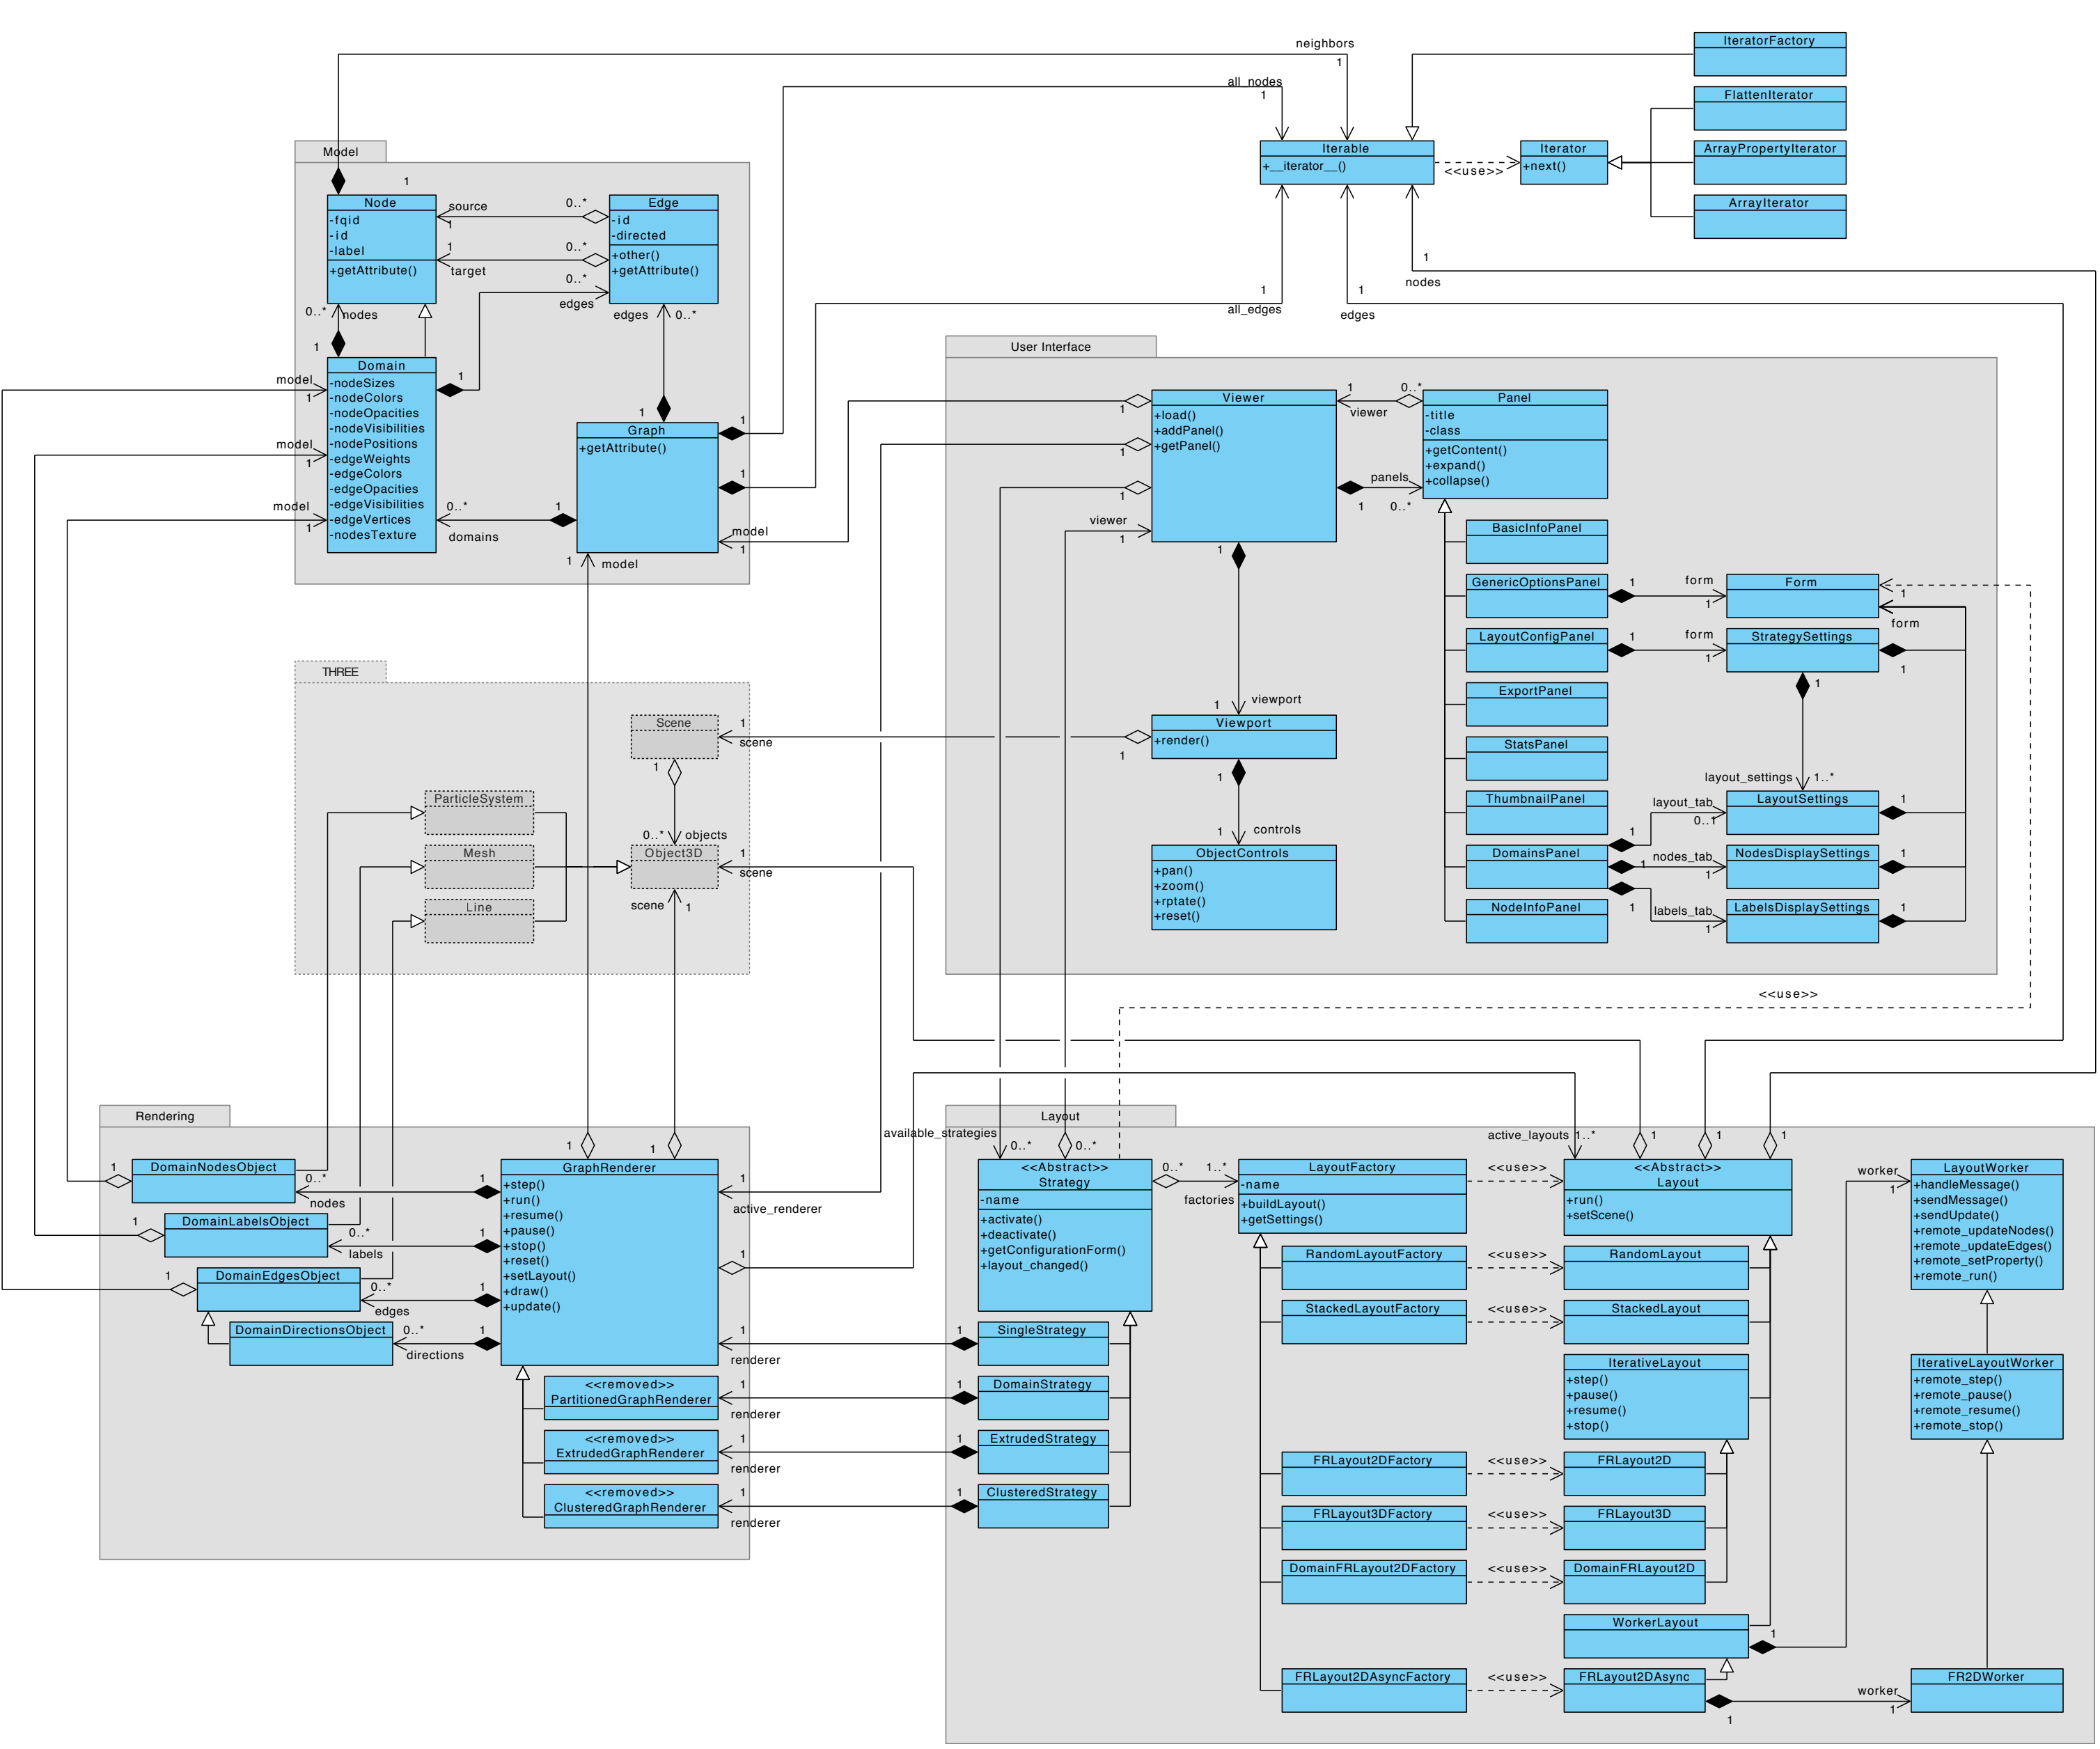 neighbors
1
all_nodes
1
IteratorFactory
FlattenIterator
ArrayPropertyIterator
ArrayIterator
Iterable
+__iterator__()
<<use>>
Iterator
+next()
1
nodes
1
edges
1
all_edges
Model
1
Node
-fqid
-id
-label
+getAttribute()
source
1
0..*
1
target
0..*
Edge
-id
-directed
+other()
+getAttribute()
0..*
edges
0..*
nodes
1
edges
0..*
Domain
-nodeSizes
-nodeColors
-nodeOpacities
-nodeVisibilities
-nodePositions
-edgeWeights
-edgeColors
-edgeOpacities
-edgeVisibilities
-edgeVertices
-nodesTexture
1
model
1
model
1
model
1
1
Graph
+getAttribute()
1
1
0..*
domains
1
model
1
1
model
User Interface
Viewer
+load()
+addPanel()
+getPanel()
1
1
1
viewer
1
1
viewer
0..*
panels
1
0..*
Panel
-title
-class
+getContent()
+expand()
+collapse()
BasicInfoPanel
GenericOptionsPanel
LayoutConfigPanel
ExportPanel
StatsPanel
ThumbnailPanel
DomainsPanel
NodeInfoPanel
1
form
1
Form
1
form
1
form
1
StrategySettings
1
1
layout_settings
1..*
layout_tab
0..1
LayoutSettings
1
1
nodes_tab
1
1
NodesDisplaySettings
1
1
labels_tab
1
LabelsDisplaySettings
1
1
1
viewport
Viewport
+render()
1
1
1
controls
ObjectControls
+pan()
+zoom()
+rptate()
+reset()
THREE
Scene
1
scene
1
0..*
objects
ParticleSystem
Mesh
Line
Object3D
1
scene
scene
1
<<use>>
Rendering
1
DomainNodesObject
0..*
nodes
1
1
DomainLabelsObject
0..*
labels
1
1
DomainEdgesObject
0..*
edges
1
DomainDirectionsObject
0..*
directions
1
1
1
GraphRenderer
+step()
+run()
+resume()
+pause()
+stop()
+reset()
+setLayout()
+draw()
+update()
1
active_renderer
1
1
renderer
1
<<removed>>
PartitionedGraphRenderer
1
renderer
1
<<removed>>
ExtrudedGraphRenderer
1
renderer
1
<<removed>>
ClusteredGraphRenderer
1
renderer
1
Layout
available_strategies
0..*
0..*
<<Abstract>>
Strategy
-name
+activate()
+deactivate()
+getConfigurationForm()
+layout_changed()
SingleStrategy
DomainStrategy
ExtrudedStrategy
ClusteredStrategy
0..*
1..*
factories
LayoutFactory
-name
+buildLayout()
+getSettings()
RandomLayoutFactory
StackedLayoutFactory
FRLayout2DFactory
FRLayout3DFactory
DomainFRLayout2DFactory
FRLayout2DAsyncFactory
<<use>>
<<use>>
<<use>>
<<use>>
<<use>>
<<use>>
<<use>>
active_layouts
1..*
1
1
1
<<Abstract>>
Layout
+run()
+setScene()
RandomLayout
StackedLayout
IterativeLayout
+step()
+pause()
+resume()
+stop()
FRLayout2D
FRLayout3D
DomainFRLayout2D
WorkerLayout
1
FRLayout2DAsync
1
worker
1
LayoutWorker
+handleMessage()
+sendMessage()
+sendUpdate()
+remote_updateNodes()
+remote_updateEdges()
+remote_setProperty()
+remote_run()
IterativeLayoutWorker
+remote_step()
+remote_pause()
+remote_resume()
+remote_stop()
worker
1
FR2DWorker